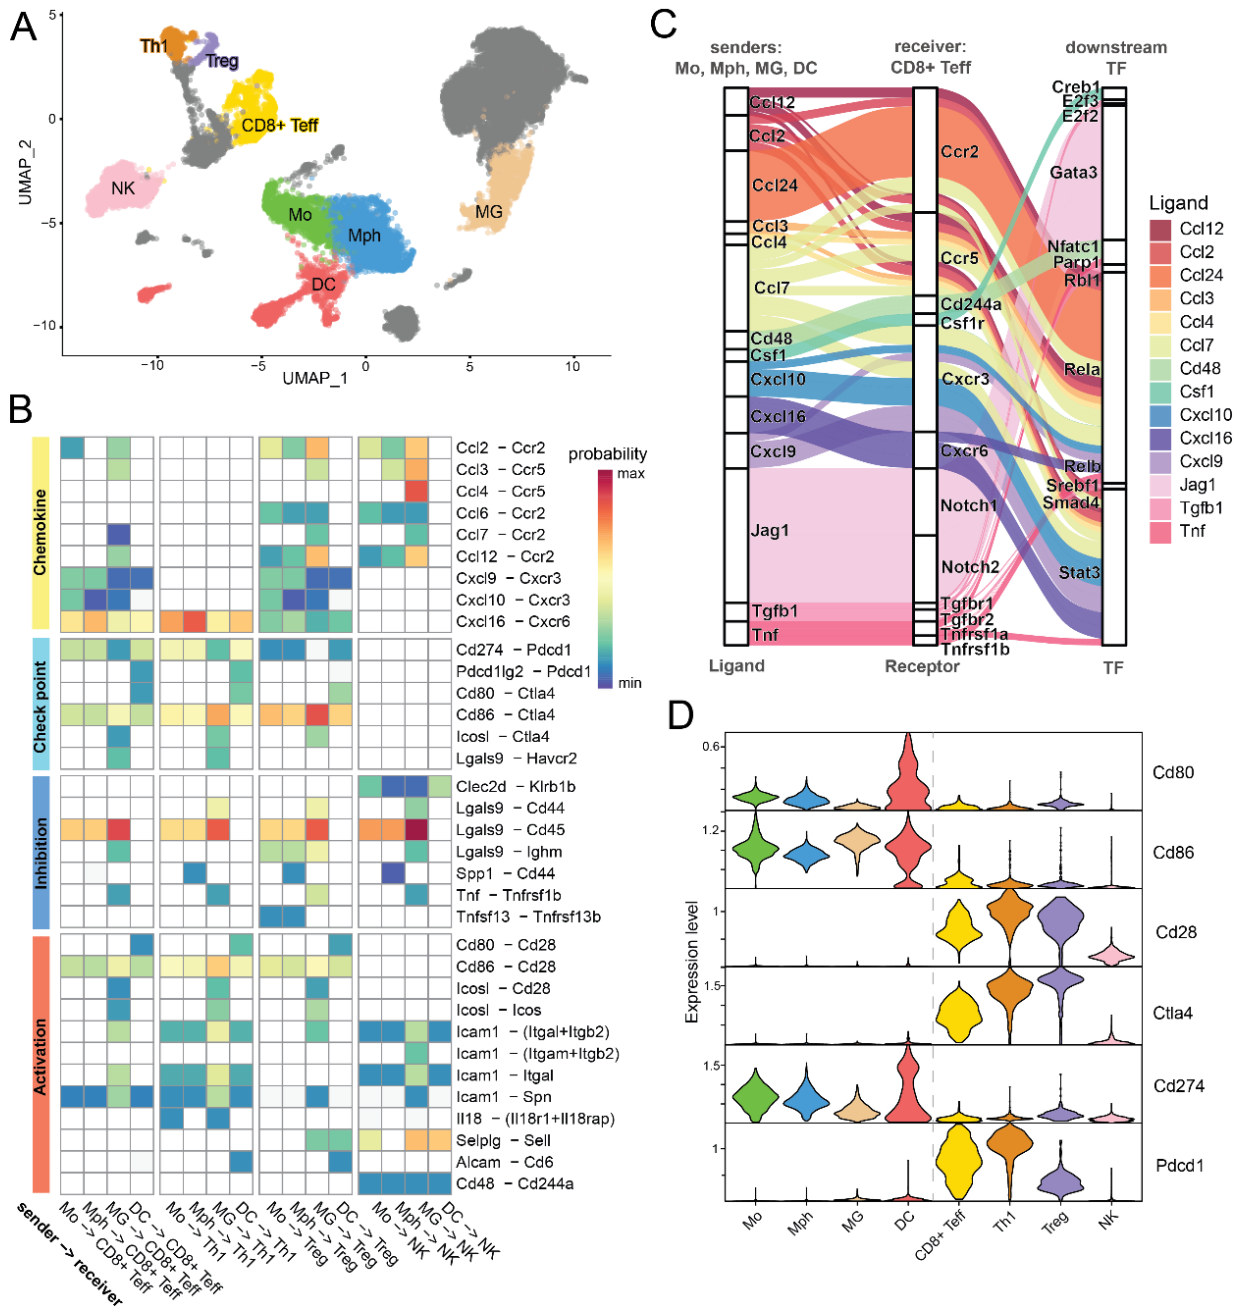 A
5
0
−5
−10
UMAP_2
−10
−5
0
5
10
UMAP_1
Th1
Treg
CD8+ Teff
NK
Mo
Mph
MG
DC
B
Chemokine
Ccl2 − Ccr2
Ccl3 − Ccr5
Ccl4 − Ccr5
Ccl6 − Ccr2
Ccl7 − Ccr2
Ccl12 − Ccr2
Cxcl9 − Cxcr3
Cxcl10 − Cxcr3
Cxcl16 − Cxcr6
Check point
Cd274 − Pdcd1
Pdcd1lg2 − Pdcd1
Cd80 − Ctla4
Cd86 − Ctla4
Icosl − Ctla4
Lgals9 − Havcr2
Inhibition
Clec2d − Klrb1b
Lgals9 − Cd44
Lgals9 − Cd45
Lgals9 − Ighm
Spp1 − Cd44
Tnf − Tnfrsf1b
Tnfsf13 − Tnfrsf13b
Activation
Cd80 − Cd28
Cd86 − Cd28
Icosl − Cd28
Icosl − Icos
Icam1 − (Itgal+Itgb2)
Icam1 − (Itgam+Itgb2)
Icam1 − Itgal
Icam1 − Spn
Il18 − (Il18r1+Il18rap)
Selplg − Sell
Alcam − Cd6
Cd48 − Cd244a
probability
max
min
sender −> receiver
Mo −> CD8+ Teff
Mph −> CD8+ Teff
MG −> CD8+ Teff
DC −> CD8+ Teff
Mo −> Th1
Mph −> Th1
MG −> Th1
DC −> Th1
Mo −> Treg
Mph −> Treg
MG −> Treg
DC −> Treg
Mo −> NK
Mph −> NK
MG −> NK
DC −> NK
C
senders:
Mo, Mph, MG, DC
receiver:
CD8+ Teff
downstream
TF
Ccl12
Ccl2
Ccl24
Ccl3
Ccl4
Ccl7
Cd48
Csf1
Cxcl10
Cxcl16
Cxcl9
Jag1
Tgfb1
Tnf
Ligand
Ccr2
Ccr5
Cd244a
Csf1r
Cxcr3
Cxcr6
Notch1
Notch2
Tgfbr1
Tgfbr2
Tnfrsf1a
Tnfrsf1b
Receptor
Creb1
E2f3
E2f2
Gata3
Nfatc1
Parp1
Rbl1
Rela
Relb
Srebf1
Smad4
Stat3
TF
Ligand
Ccl12
Ccl2
Ccl24
Ccl3
Ccl4
Ccl7
Cd48
Csf1
Cxcl10
Cxcl16
Cxcl9
Jag1
Tgfb1
Tnf
D
Expression level
0.6
Cd80
1.2
Cd86
1
Cd28
1.5
Ctla4
1.5
Cd274
1
Pdcd1
Mo
Mph
MG
DC
CD8+ Teff
Th1
Treg
NK